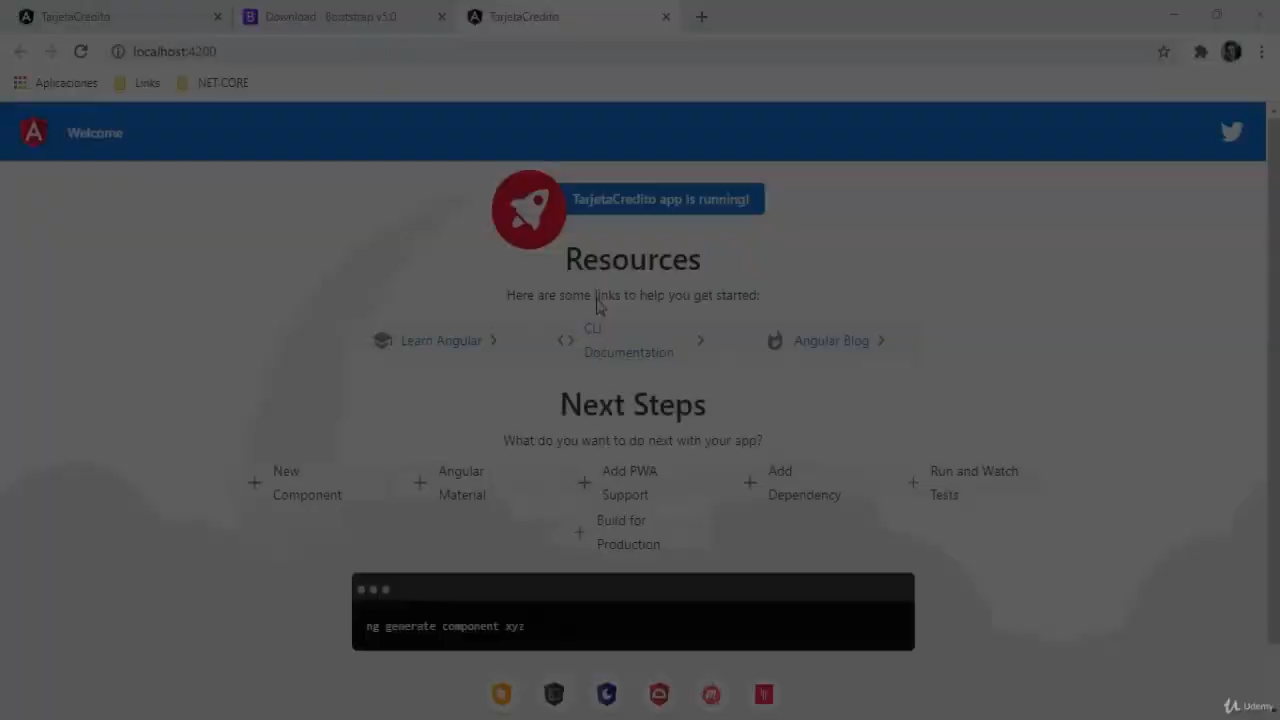 TarjetaCredito
Download · Bootstrap v5.0
TarjetaCredito
localhost:4200
Aplicaciones
Links
NET-CORE
Welcome
TarjetaCredito app is running!
Resources
Here are some links to help you get started:
Learn Angular
CLI
Documentation
Angular Blog
Next Steps
What do you want to do next with your app?
New
Component
Angular
Material
Add PWA
Support
Add
Dependency
Run and Watch
Tests
Build for
Production
ng generate component xyz
Udemy